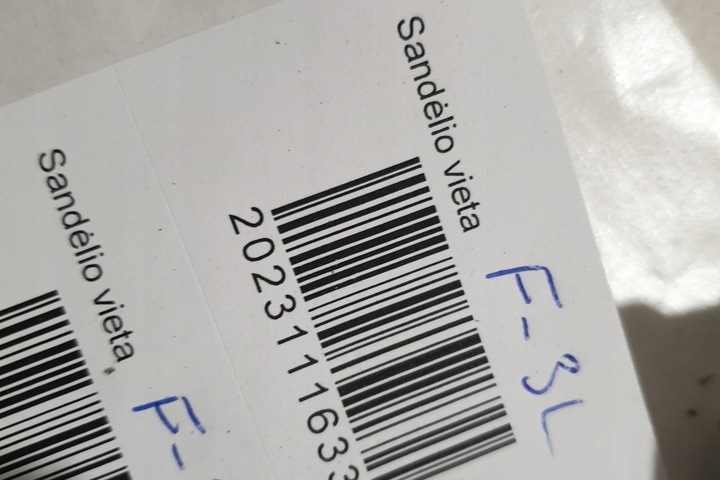 Sandėlio vieta
F-3L
2023111633
Sandėlio vieta
F-